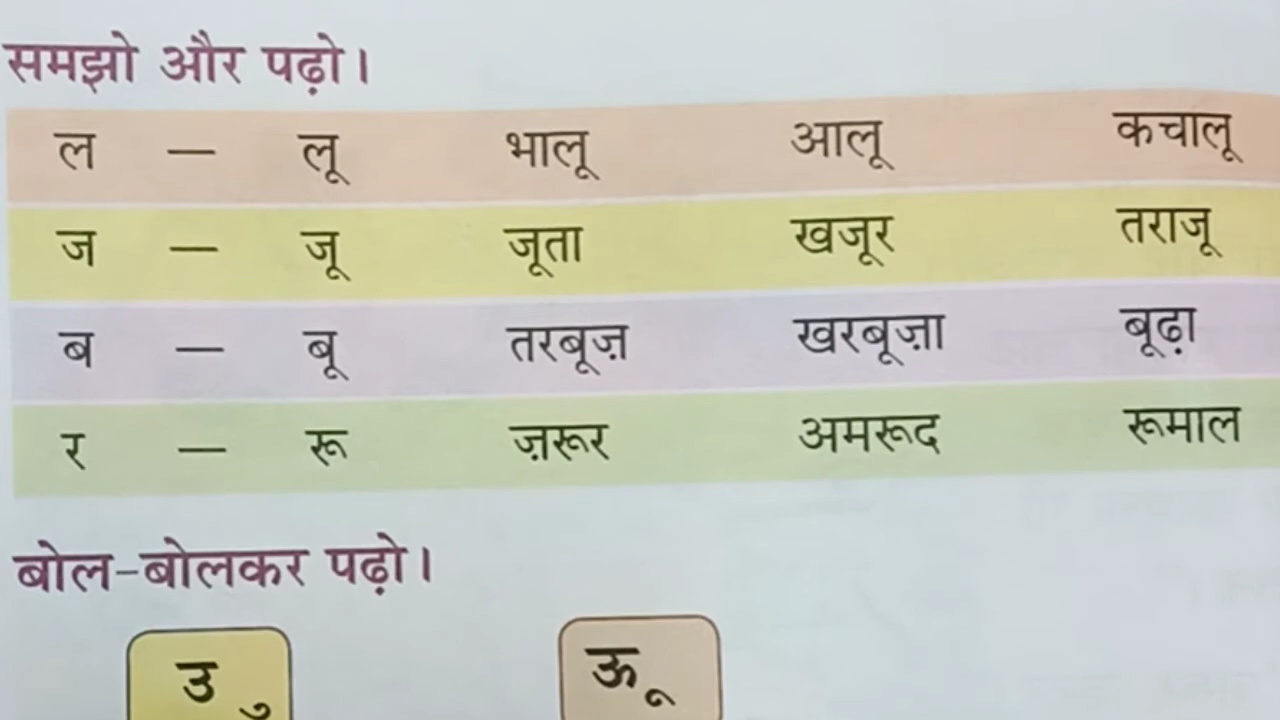 समझो और पढ़ो।
ल — लू भालू आलू कचालू
ज — जू जूता खजूर तराजू
ब — बू तरबूज़ खरबूज़ा बूढ़ा
र — रू ज़रूर अमरूद रूमाल
बोल-बोलकर पढ़ो।
उ ु ऊ ू